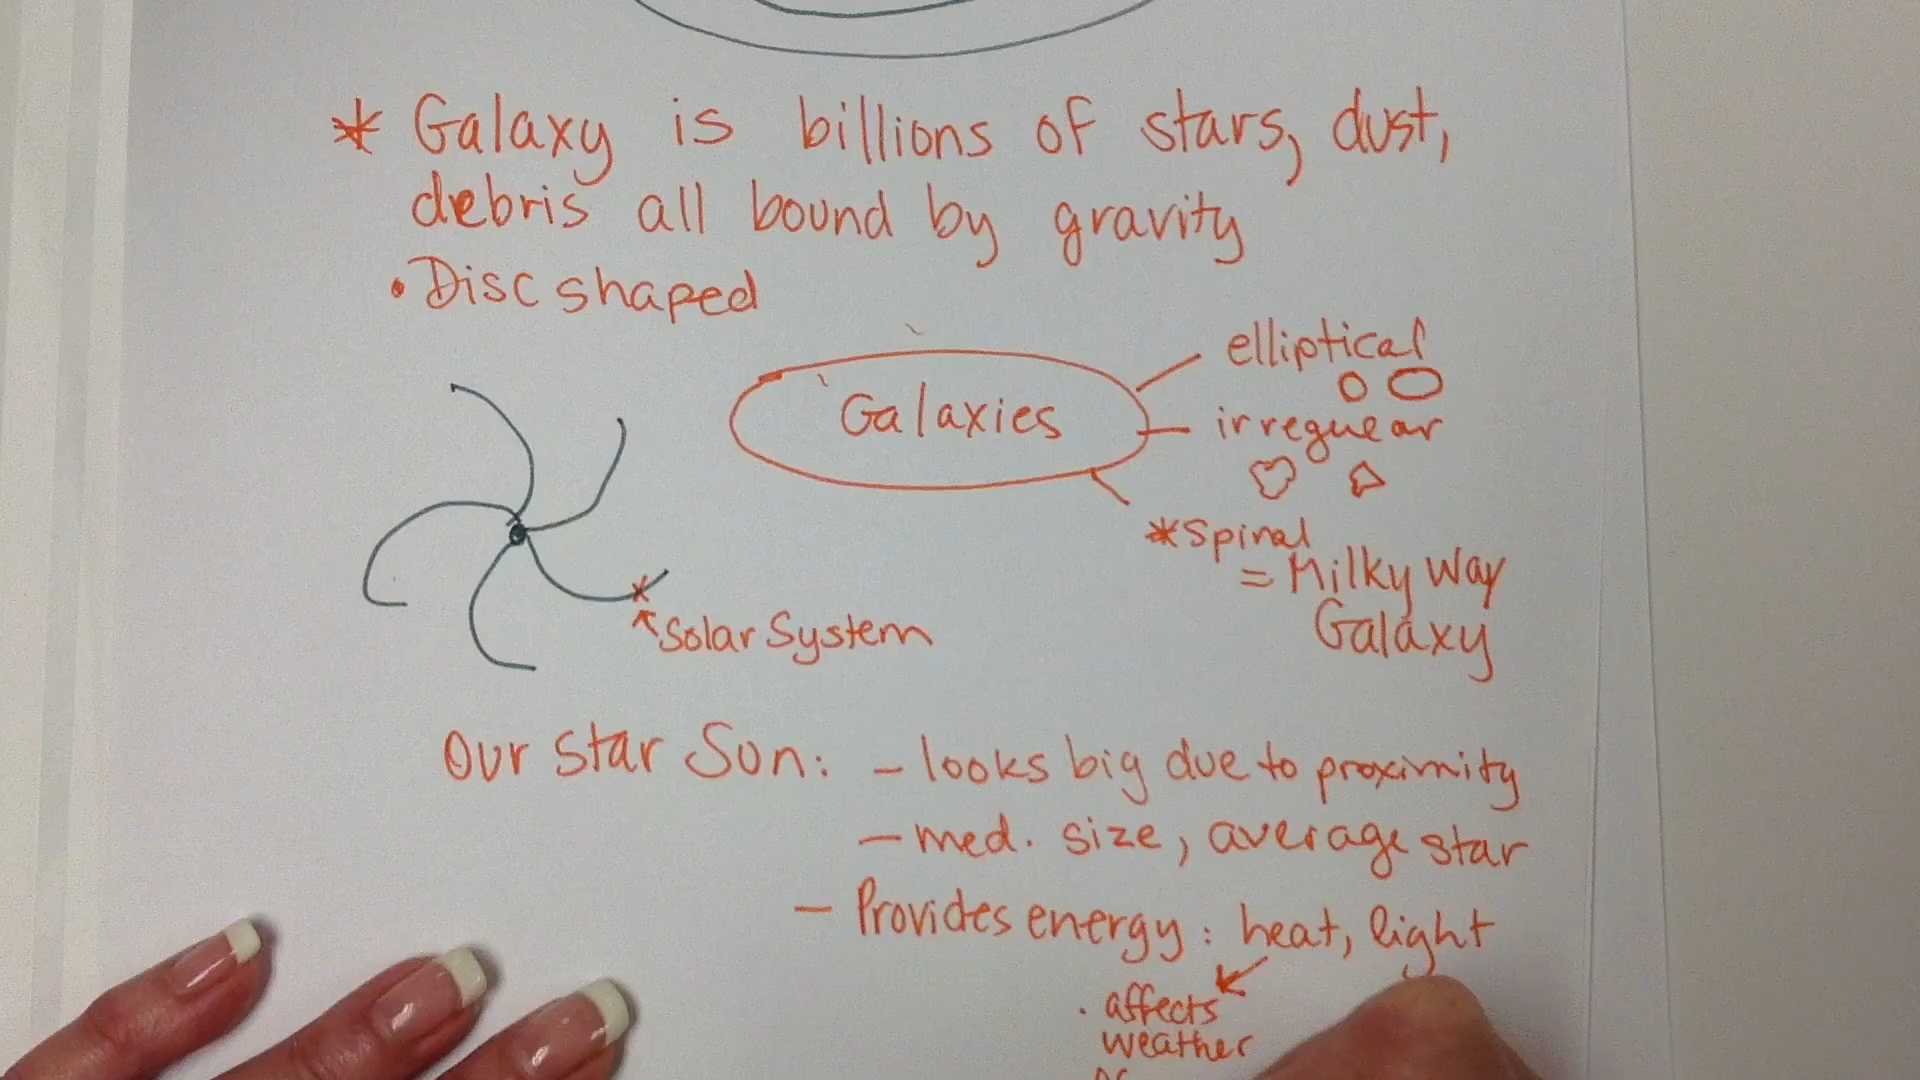 * Galaxy is billions of stars, dust,
debris all bound by gravity
• Disc shaped
Galaxies
elliptical
irreguear
*Spiral
= Milky Way
Galaxy
Solar System
Our Star Sun: - looks big due to proximity
- med. size, average star
- Provides energy: heat, light
· affects
weather